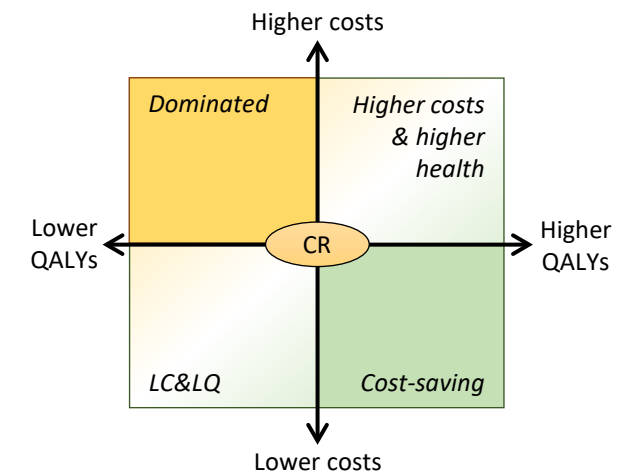 Higher costs
Dominated
Higher costs
& higher
health
Lower
QALYs
CR
Higher
QALYs
LC&LQ
Cost-saving
Lower costs